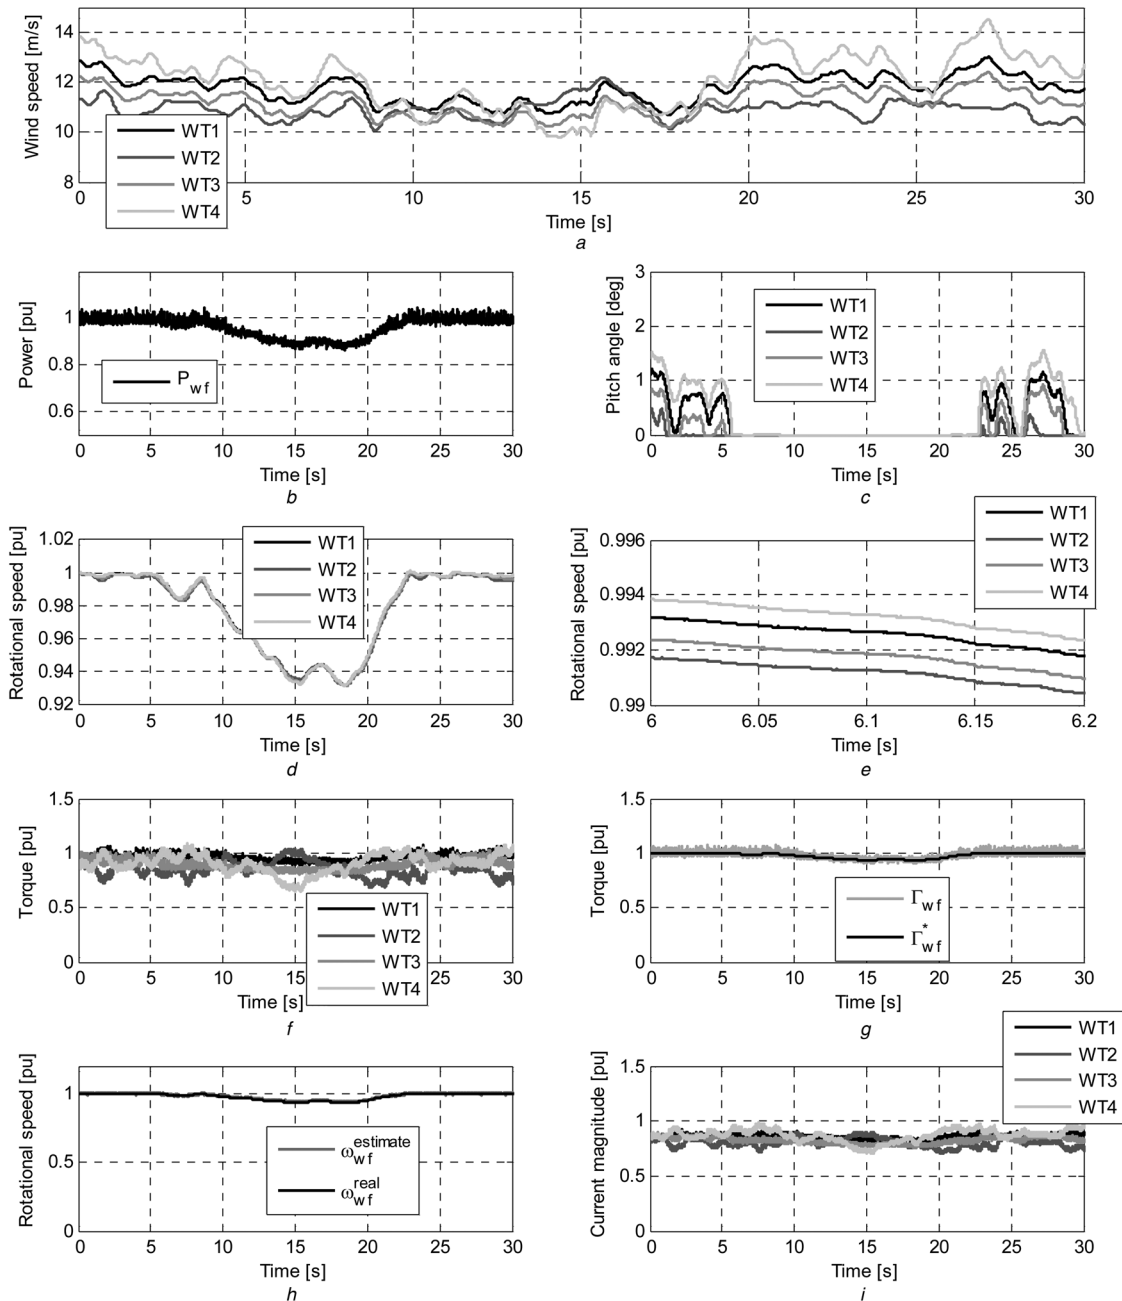 Wind speed [m/s]
14
12
10
8
0 5 10 15 20 25 30
WT1
WT2
WT3
WT4
Time [s]
a
Power [pu]
1
0.8
0.6
P_wf
0 5 10 15 20 25 30
Time [s]
b
Pitch angle [deg]
3
2
1
0
WT1
WT2
WT3
WT4
0 5 10 15 20 25 30
Time [s]
c
Rotational speed [pu]
1.02
1
0.98
0.96
0.94
0.92
WT1
WT2
WT3
WT4
0 5 10 15 20 25 30
Time [s]
d
Rotational speed [pu]
0.996
0.994
0.992
0.99
WT1
WT2
WT3
WT4
6 6.05 6.1 6.15 6.2
Time [s]
e
Torque [pu]
1.5
1
0.5
0
WT1
WT2
WT3
WT4
0 5 10 15 20 25 30
Time [s]
f
Torque [pu]
1.5
1
0.5
0
Γ_wf
Γ*_wf
0 5 10 15 20 25 30
Time [s]
g
Rotational speed [pu]
1
0.5
0
ω_wf^estimate
ω_wf^real
0 5 10 15 20 25 30
Time [s]
h
Current magnitude [pu]
1.5
1
0.5
0
WT1
WT2
WT3
WT4
0 5 10 15 20 25 30
Time [s]
i